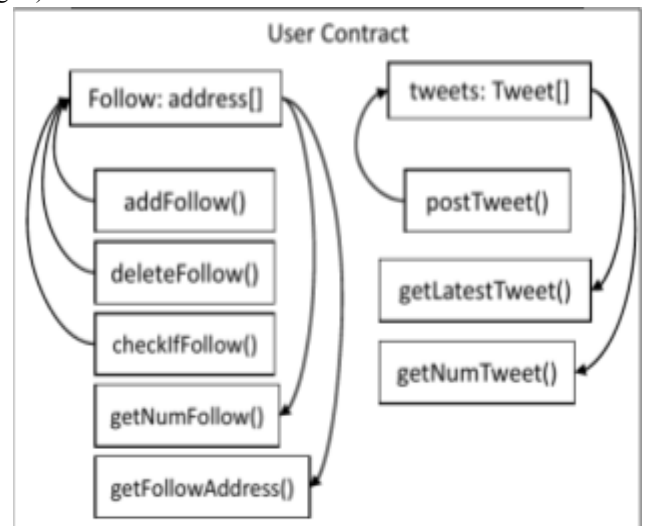 User Contract
Follow: address[]
addFollow()
deleteFollow()
checkIfFollow()
getNumFollow()
getFollowAddress()
tweets: Tweet[]
postTweet()
getLatestTweet()
getNumTweet()